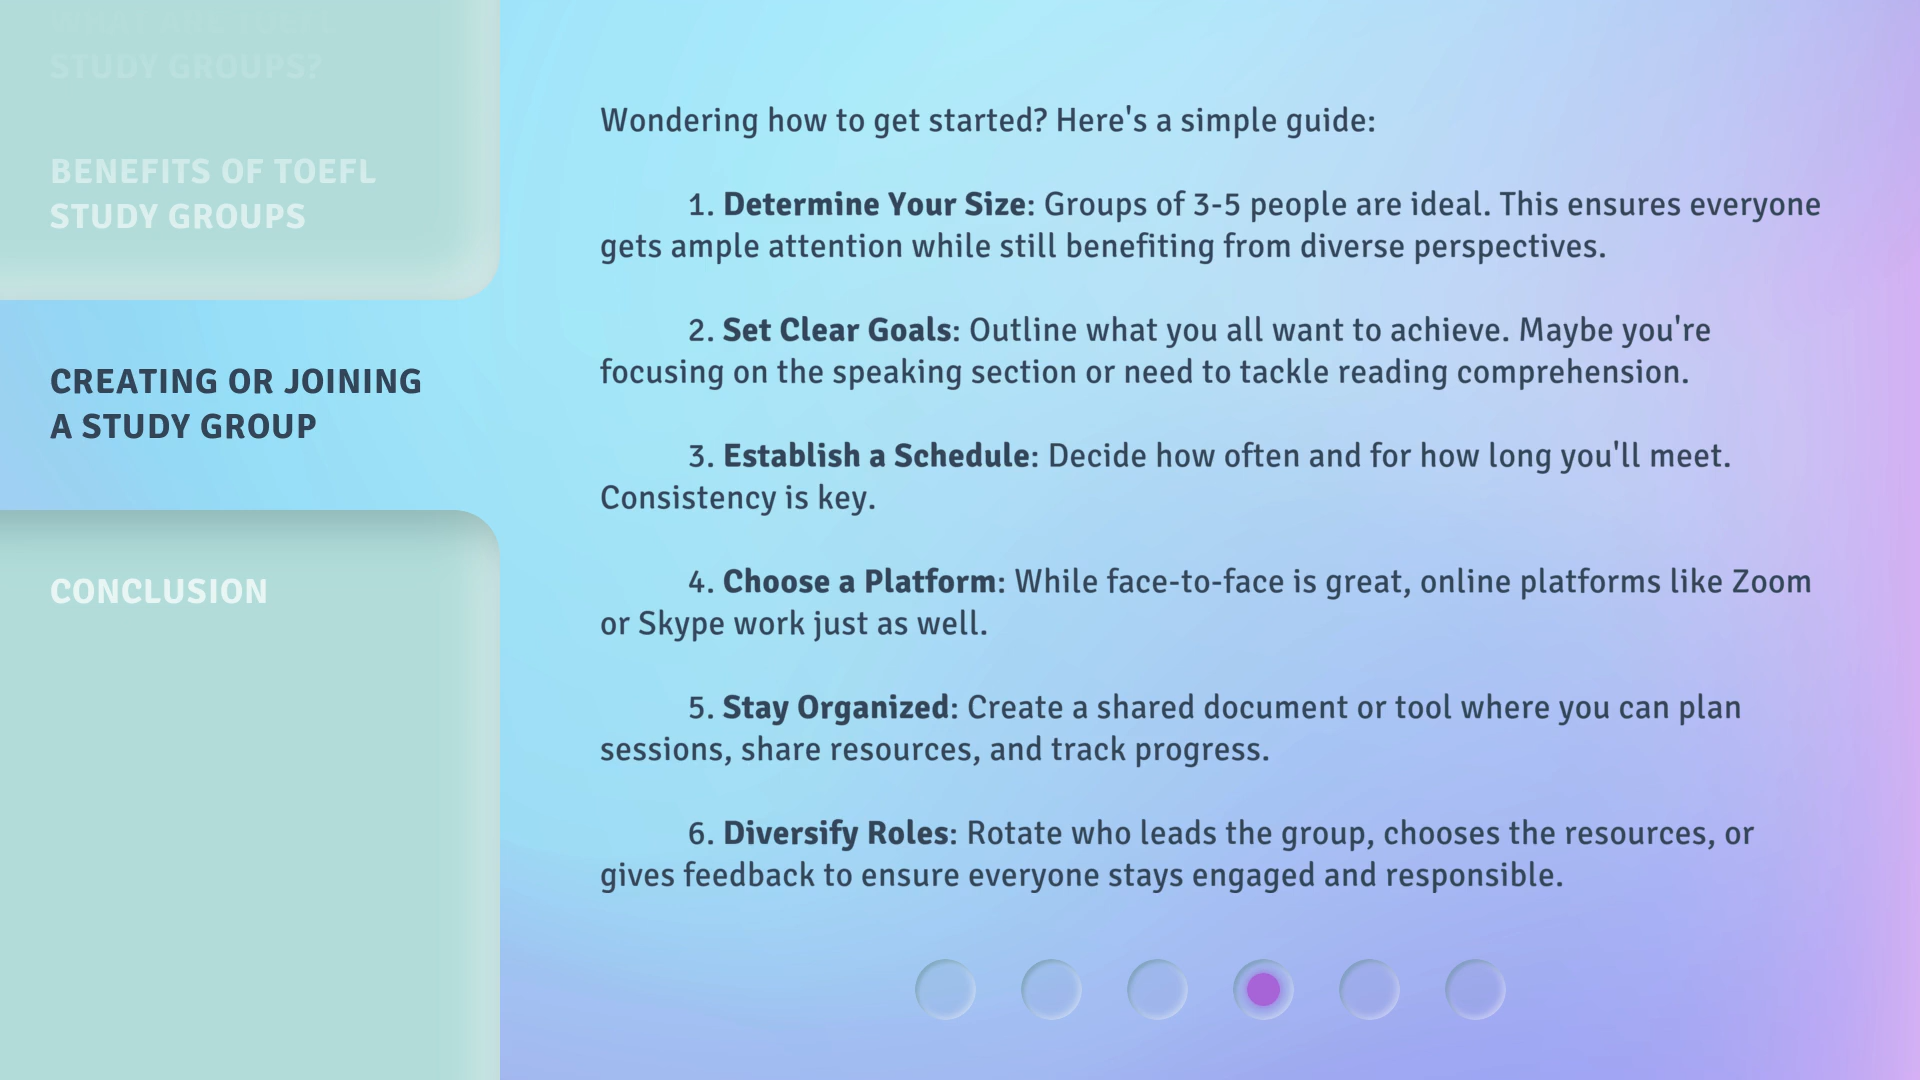 STUDY GROUPS?
BENEFITS OF TOEFL
STUDY GROUPS
CREATING OR JOINING
A STUDY GROUP
CONCLUSION
Wondering how to get started? Here's a simple guide:
1. Determine Your Size: Groups of 3-5 people are ideal. This ensures everyone
gets ample attention while still benefiting from diverse perspectives.
2. Set Clear Goals: Outline what you all want to achieve. Maybe you're
focusing on the speaking section or need to tackle reading comprehension.
3. Establish a Schedule: Decide how often and for how long you'll meet.
Consistency is key.
4. Choose a Platform: While face-to-face is great, online platforms like Zoom
or Skype work just as well.
5. Stay Organized: Create a shared document or tool where you can plan
sessions, share resources, and track progress.
6. Diversify Roles: Rotate who leads the group, chooses the resources, or
gives feedback to ensure everyone stays engaged and responsible.